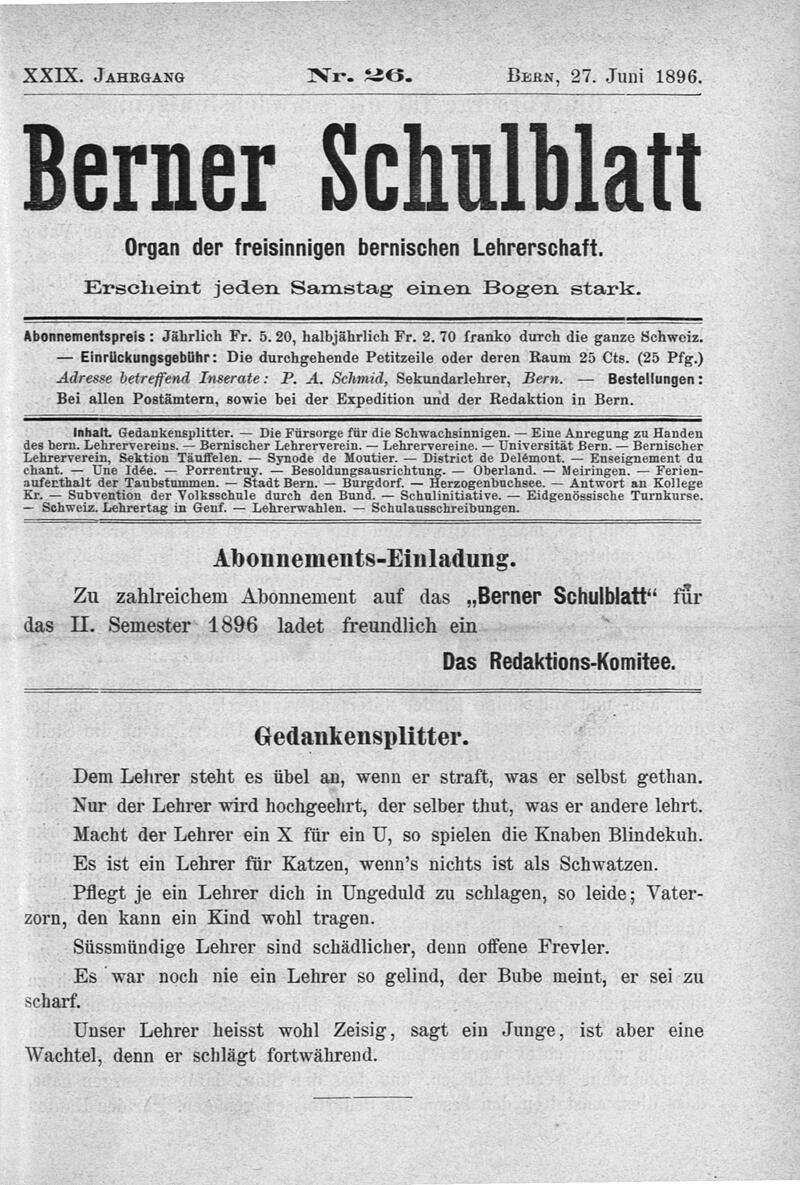 XXIX. Jahrgang Nr. 26. Bern, 27. Juni 1896.
Berner Schulblatt
Organ der freisinnigen bernischen Lehrerschaft.
Erscheint jeden Samstag einen Bogen stark.
Abonnementspreis: Jährlich Fr. 5. 20, halbjährlich Fr. 2. 70 franko durch die ganze Schweiz.
— Einrückungsgebühr: Die durchgehende Petitzeile oder deren Raum 25 Cts. (25 Pfg.)
Adresse betreffend Inserate: P. A. Schmid, Sekundarlehrer, Bern. — Bestellungen:
Bei allen Postämtern, sowie bei der Expedition und der Redaktion in Bern.
Inhalt. Gedankensplitter. — Die Fürsorge für die Schwachsinnigen. — Eine Anregung zu Handen
des bern. Lehrervereins. — Bernischer Lehrerverein. — Lehrervereine. — Universität Bern. — Bernischer
Lehrerverein, Sektion Täuffelen. — Synode de Moutier. — District de Delémont. — Enseignement du
chant. — Une Idée. — Porrentruy. — Besoldungsausrichtung. — Oberland. — Meiringen. — Ferien-
aufenthalt der Taubstummen. — Stadt Bern. — Burgdorf. — Herzogenbuchsee. — Antwort an Kollege
Kr. — Subvention der Volksschule durch den Bund. — Schulinitiative. — Eidgenössische Turnkurse.
— Schweiz. Lehrertag in Genf. — Lehrerwahlen. — Schulausschreibungen.
Abonnements-Einladung.
Zu zahlreichem Abonnement auf das „Berner Schulblatt“ für
das II. Semester 1896 ladet freundlich ein
Das Redaktions-Komitee.
Gedankensplitter.
Dem Lehrer steht es übel an, wenn er straft, was er selbst gethan.
Nur der Lehrer wird hochgeehrt, der selber thut, was er andere lehrt.
Macht der Lehrer ein X für ein U, so spielen die Knaben Blindekuh.
Es ist ein Lehrer für Katzen, wenn's nichts ist als Schwatzen.
Pflegt je ein Lehrer dich in Ungeduld zu schlagen, so leide; Vater-
zorn, den kann ein Kind wohl tragen.
Süssmündige Lehrer sind schädlicher, denn offene Frevler.
Es war noch nie ein Lehrer so gelind, der Bube meint, er sei zu
scharf.
Unser Lehrer heisst wohl Zeisig, sagt ein Junge, ist aber eine
Wachtel, denn er schlägt fortwährend.